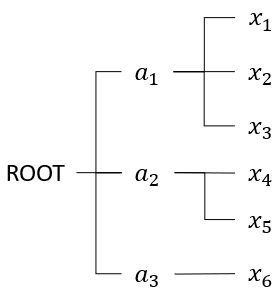 x₁
a₁ x₂
x₃
ROOT a₂ x₄
x₅
a₃ x₆